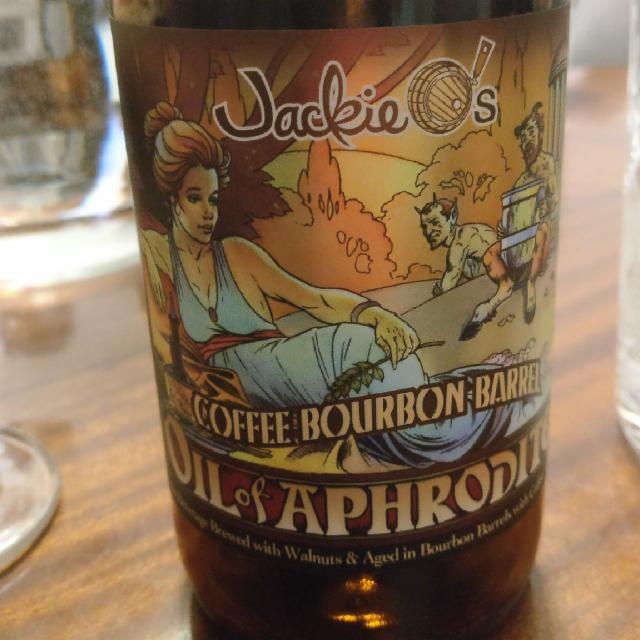 Jackie O's
COFFEE BOURBON BARREL
OIL of APHRODIT
Brewed with Walnuts & Aged in Bourbon Barrels